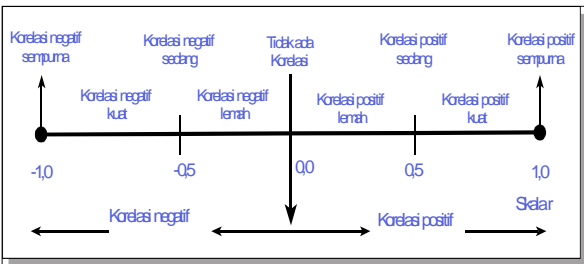 Korelasi negatif
sempurna
Korelasi negatif
sedang
Tidak ada
Korelasi
Korelasi positif
sedang
Korelasi positif
sempurna
Korelasi negatif
kuat
Korelasi negatif
lemah
Korelasi positif
lemah
Korelasi positif
kuat
-1,0
-0,5
0,0
0,5
1,0
Skalar
Korelasi negatif
Korelasi positif